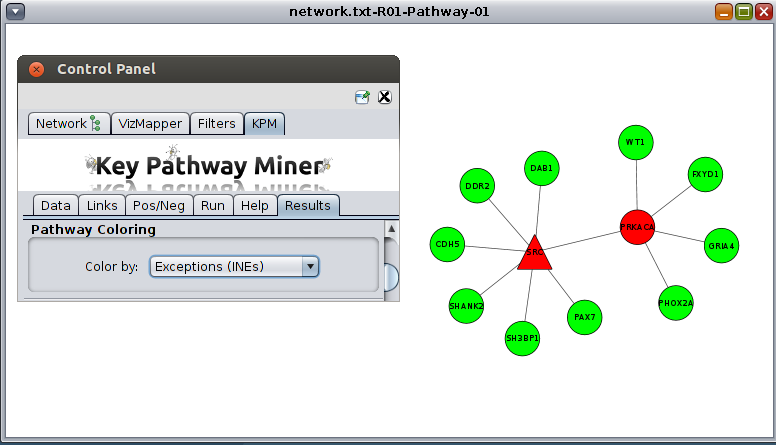 network.txt-R01-Pathway-01
Control Panel
Network VizMapper Filters KPM
Key Pathway Miner
Data Links Pos/Neg Run Help Results
Pathway Coloring
Color by: Exceptions (INEs)
WT1
DAB1
FXYD1
DDR2
PRKACA
CDH5
GRIA4
SRC
SHANK2
PHOX2A
PAX7
SH3BP1